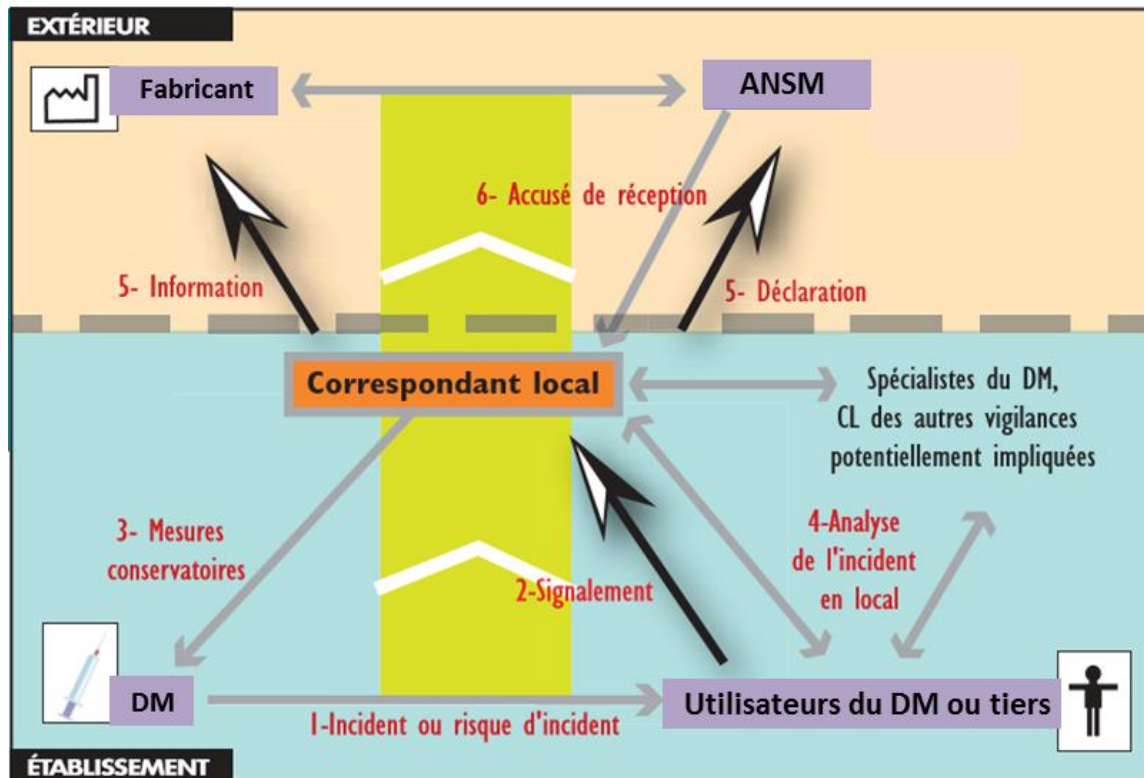 EXTÉRIEUR
Fabricant
ANSM
6- Accusé de réception
5- Information
5- Déclaration
Correspondant local
Spécialistes du DM,
CL des autres vigilances
potentiellement impliquées
3- Mesures
conservatoires
4-Analyse
de l'incident
en local
2-Signalement
DM
Utilisateurs du DM ou tiers
1-Incident ou risque d'incident
ÉTABLISSEMENT